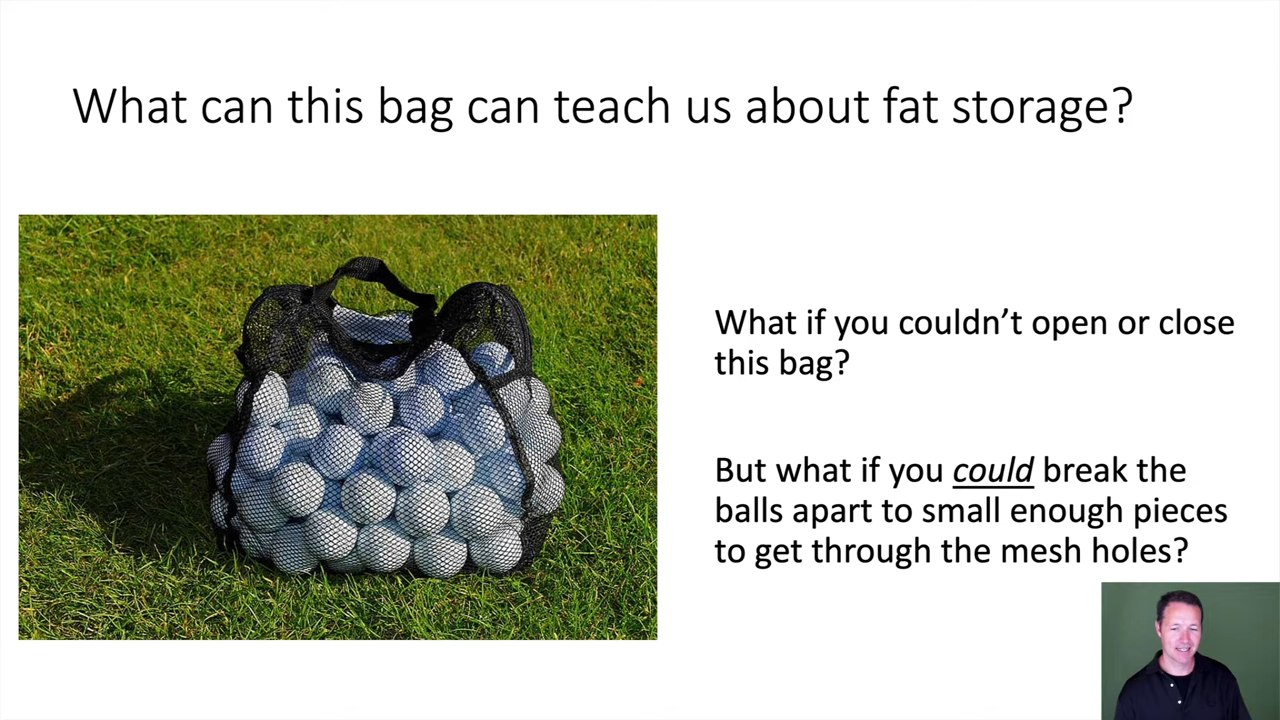 What can this bag can teach us about fat storage?
What if you couldn’t open or close
this bag?
But what if you could break the
balls apart to small enough pieces
to get through the mesh holes?